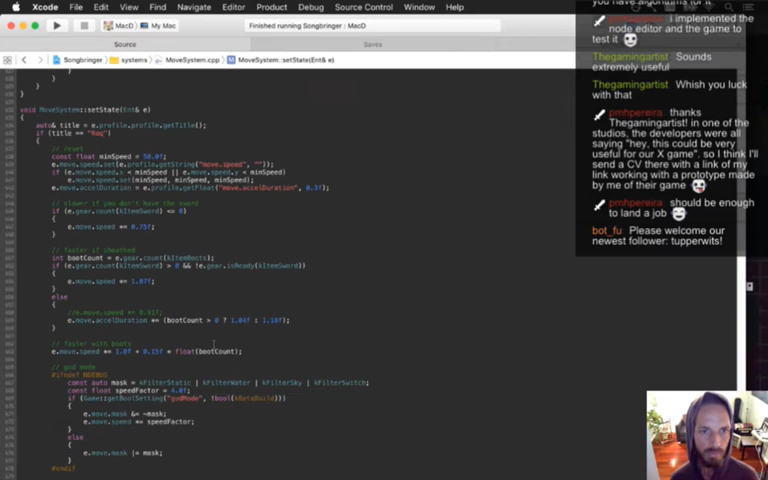 Xcode File Edit View Find Navigate Editor Product Debug Source Control Window Help
MacD My Mac
Finished running Songbringer : MacD
Source
Saves
Songbringer systems MoveSystem.cpp MoveSystem::setState(Ent& e)
void MoveSystem::setState(Ent& e)
{
auto& title = e.profile.profile.getTitle();
if (title == "Roq")
{
// reset
const float minSpeed = 50.0f;
e.move.speed.set(e.profile.getString("move.speed", ""));
if (e.move.speed.x < minSpeed || e.move.speed.y < minSpeed)
e.move.speed.set(minSpeed, minSpeed, minSpeed);
e.move.accelDuration = e.profile.getFloat("move.accelDuration", 0.3f);
// slower if you don't have the sword
if (e.gear.count(kItemSword) <= 0)
{
e.move.speed *= 0.75f;
}
// faster if sheathed
int bootCount = e.gear.count(kItemBoots);
if (e.gear.count(kItemSword) > 0 && !e.gear.isReady(kItemSword))
{
e.move.speed *= 1.07f;
}
else
{
//e.move.speed *= 0.91f;
e.move.accelDuration *= (bootCount > 0 ? 1.04f : 1.18f);
}
// faster with boots
e.move.speed *= 1.0f + 0.15f * float(bootCount);
// god mode
#ifndef NDEBUG
const auto mask = kFilterStatic | kFilterWater | kFilterSky | kFilterSwitch;
const float speedFactor = 4.0f;
if (Game::getBoolSetting("godMode", !bool(kBetaBuild)))
{
e.move.mask &= ~mask;
e.move.speed *= speedFactor;
}
else
{
e.move.mask |= mask;
}
#endif
you have algorithms for it
pmhpereira i implemented the
node editor and the game to
test it
Thegamingartist Sounds
extremely useful
Thegamingartist Whish you luck
with that
pmhpereira thanks
Thegamingartist! in one of the
studios, the developers were all
saying "hey, this could be very
useful for our X game". so I think I'll
send a CV there with a link of my
link working with a prototype made
by me of their game
pmhpereira should be enough
to land a job
bot_fu Please welcome our
newest follower: tupperwits!